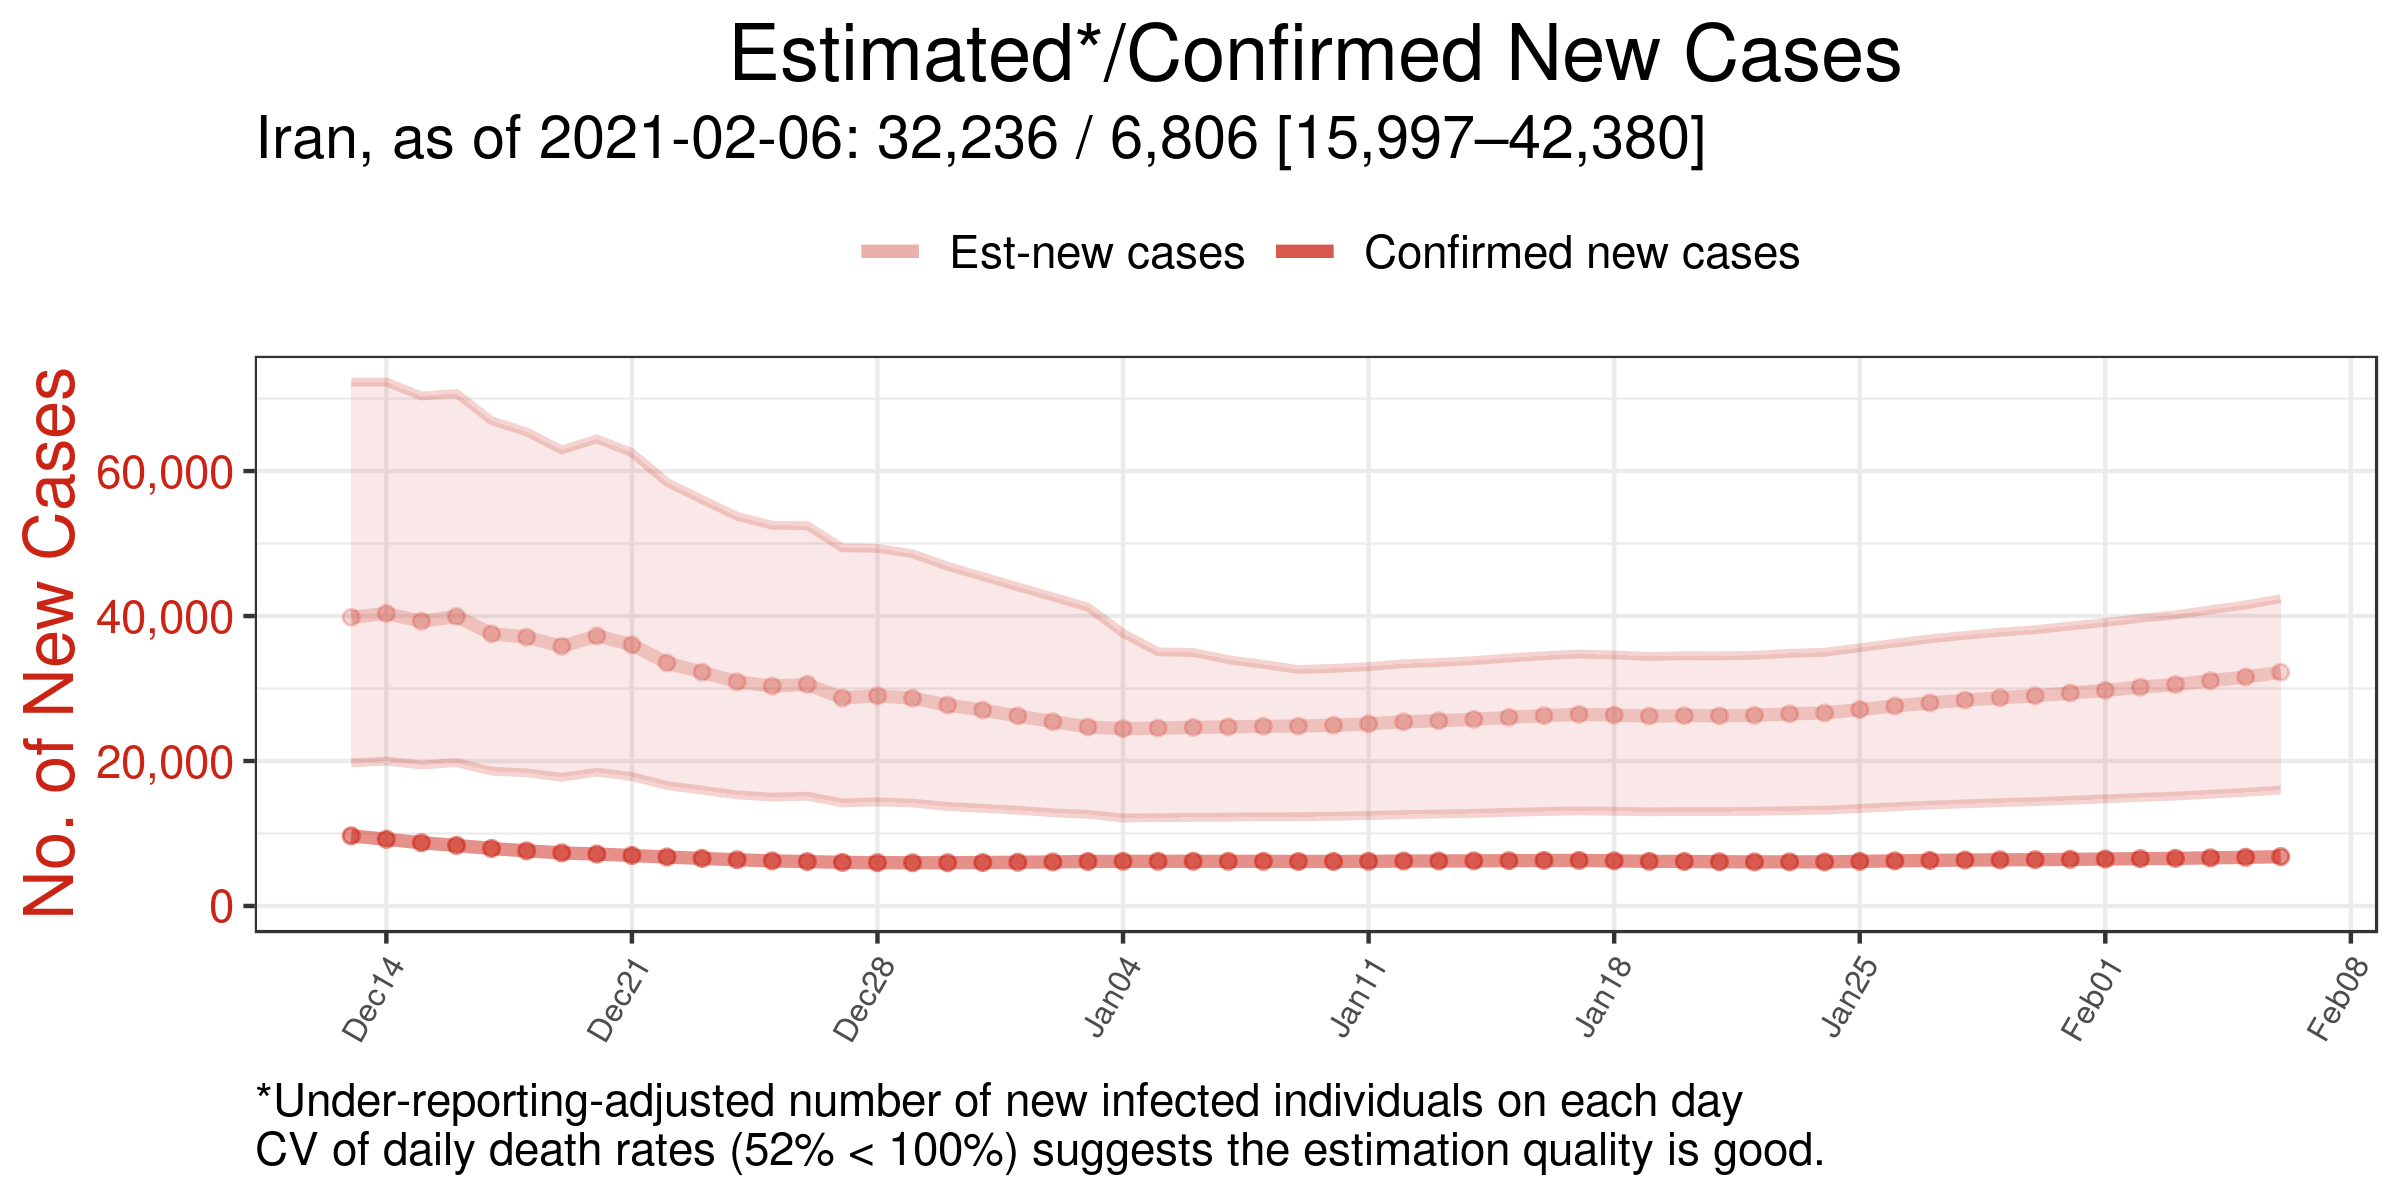 Estimated*/Confirmed New Cases
Iran, as of 2021-02-06: 32,236 / 6,806 [15,997–42,380]
Est-new cases
Confirmed new cases
No. of New Cases
60,000
40,000
20,000
0
Dec14
Dec21
Dec28
Jan04
Jan11
Jan18
Jan25
Feb01
Feb08
*Under-reporting-adjusted number of new infected individuals on each day
CV of daily death rates (52% < 100%) suggests the estimation quality is good.